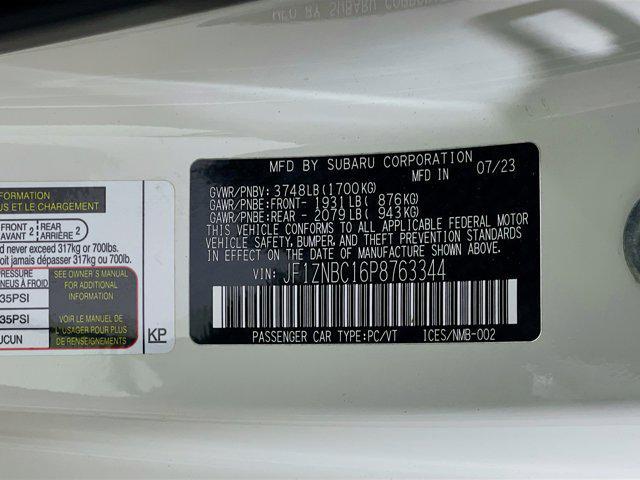 MFD BY SUBARU CORPORATION
MFD IN 07/23
GVWR/PNBV: 3748LB(1700KG)
GAWR/PNBE:FRONT- 1931LB( 876KG)
GAWR/PNBE:REAR - 2079LB( 943KG)
THIS VEHICLE CONFORMS TO ALL APPLICABLE FEDERAL MOTOR
VEHICLE SAFETY, BUMPER, AND THEFT PREVENTION STANDARDS
IN EFFECT ON THE DATE OF MANUFACTURE SHOWN ABOVE.
VIN: JF1ZNBC16P8763344
PASSENGER CAR TYPE:PC/VT ICES/NMB-002
INFORMATION
US ET LE CHARGEMENT
FRONT 2 REAR 2
AVANT ARRIÈRE
never exceed 317kg or 700lbs.
doit jamais dépasser 317kg ou 700lb.
PRESSURE
NEUS À FROID
35PSI
35PSI
UCUN
SEE OWNER'S MANUAL
FOR ADDITIONAL
INFORMATION
VOIR LE MANUEL DE
L'USAGER POUR PLUS
DE RENSEIGNEMENTS
KP